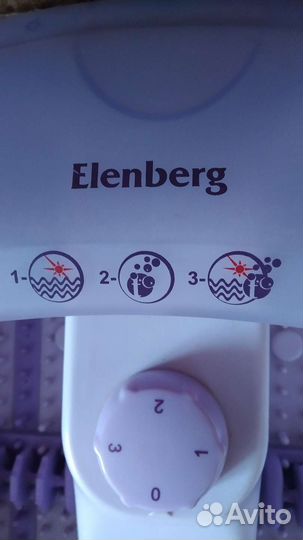 Elenberg
1- 2- 3-
2
3 1
0
Avito